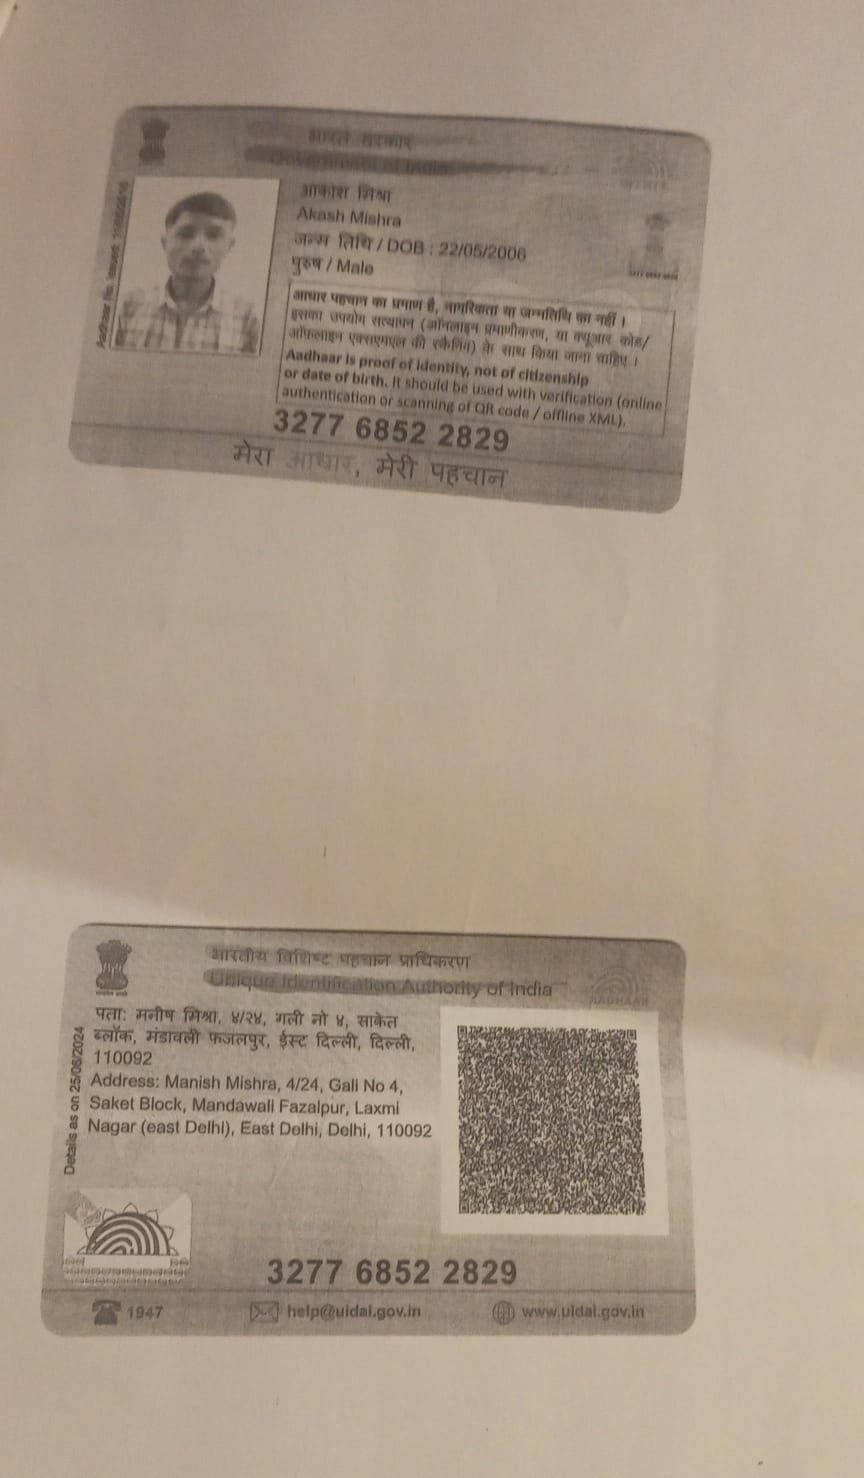 भारत सरकार
Government of India
आकाश मिश्रा
Akash Mishra
जन्म तिथि / DOB : 22/05/2006
पुरुष / Male
आधार पहचान का प्रमाण है, नागरिकता या जन्मतिथि का नहीं ।
इसका उपयोग सत्यापन (ऑनलाइन प्रमाणीकरण, या क्यूआर कोड/
ऑफलाइन एक्सएमएल की स्कैनिंग) के साथ किया जाना चाहिए ।
Aadhaar is proof of identity, not of citizenship
or date of birth. It should be used with verification (online
authentication or scanning of QR code / offline XML).
3277 6852 2829
मेरा आधार, मेरी पहचान
भारतीय विशिष्ट पहचान प्राधिकरण
Unique Identification Authority of India
AADHAAR
Details as on 25/06/2024
पता: मनीष मिश्रा, ४/२४, गली नो ४, साकेत
ब्लॉक, मंडावली फजलपुर, ईस्ट दिल्ली, दिल्ली,
110092
Address: Manish Mishra, 4/24, Gali No 4,
Saket Block, Mandawali Fazalpur, Laxmi
Nagar (east Delhi), East Delhi, Delhi, 110092
3277 6852 2829
1947
help@uidai.gov.in
www.uidai.gov.in